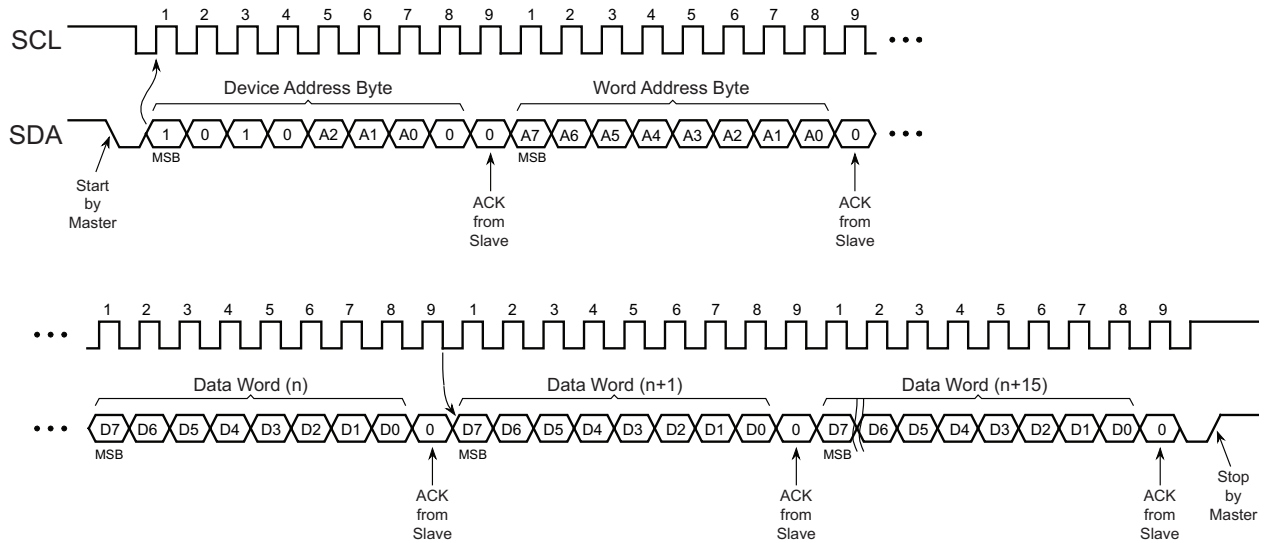 1 2 3 4 5 6 7 8 9 1 2 3 4 5 6 7 8 9
SCL
Device Address Byte Word Address Byte
SDA 1 0 1 0 A2 A1 A0 0 0 A7 A6 A5 A4 A3 A2 A1 A0 0
MSB MSB
Start
by
Master
ACK
from
Slave
ACK
from
Slave
1 2 3 4 5 6 7 8 9 1 2 3 4 5 6 7 8 9 1 2 3 4 5 6 7 8 9
Data Word (n) Data Word (n+1) Data Word (n+15)
D7 D6 D5 D4 D3 D2 D1 D0 0 D7 D6 D5 D4 D3 D2 D1 D0 0 D7 D6 D5 D4 D3 D2 D1 D0 0
MSB MSB MSB
ACK
from
Slave
ACK
from
Slave
ACK
from
Slave
Stop
by
Master